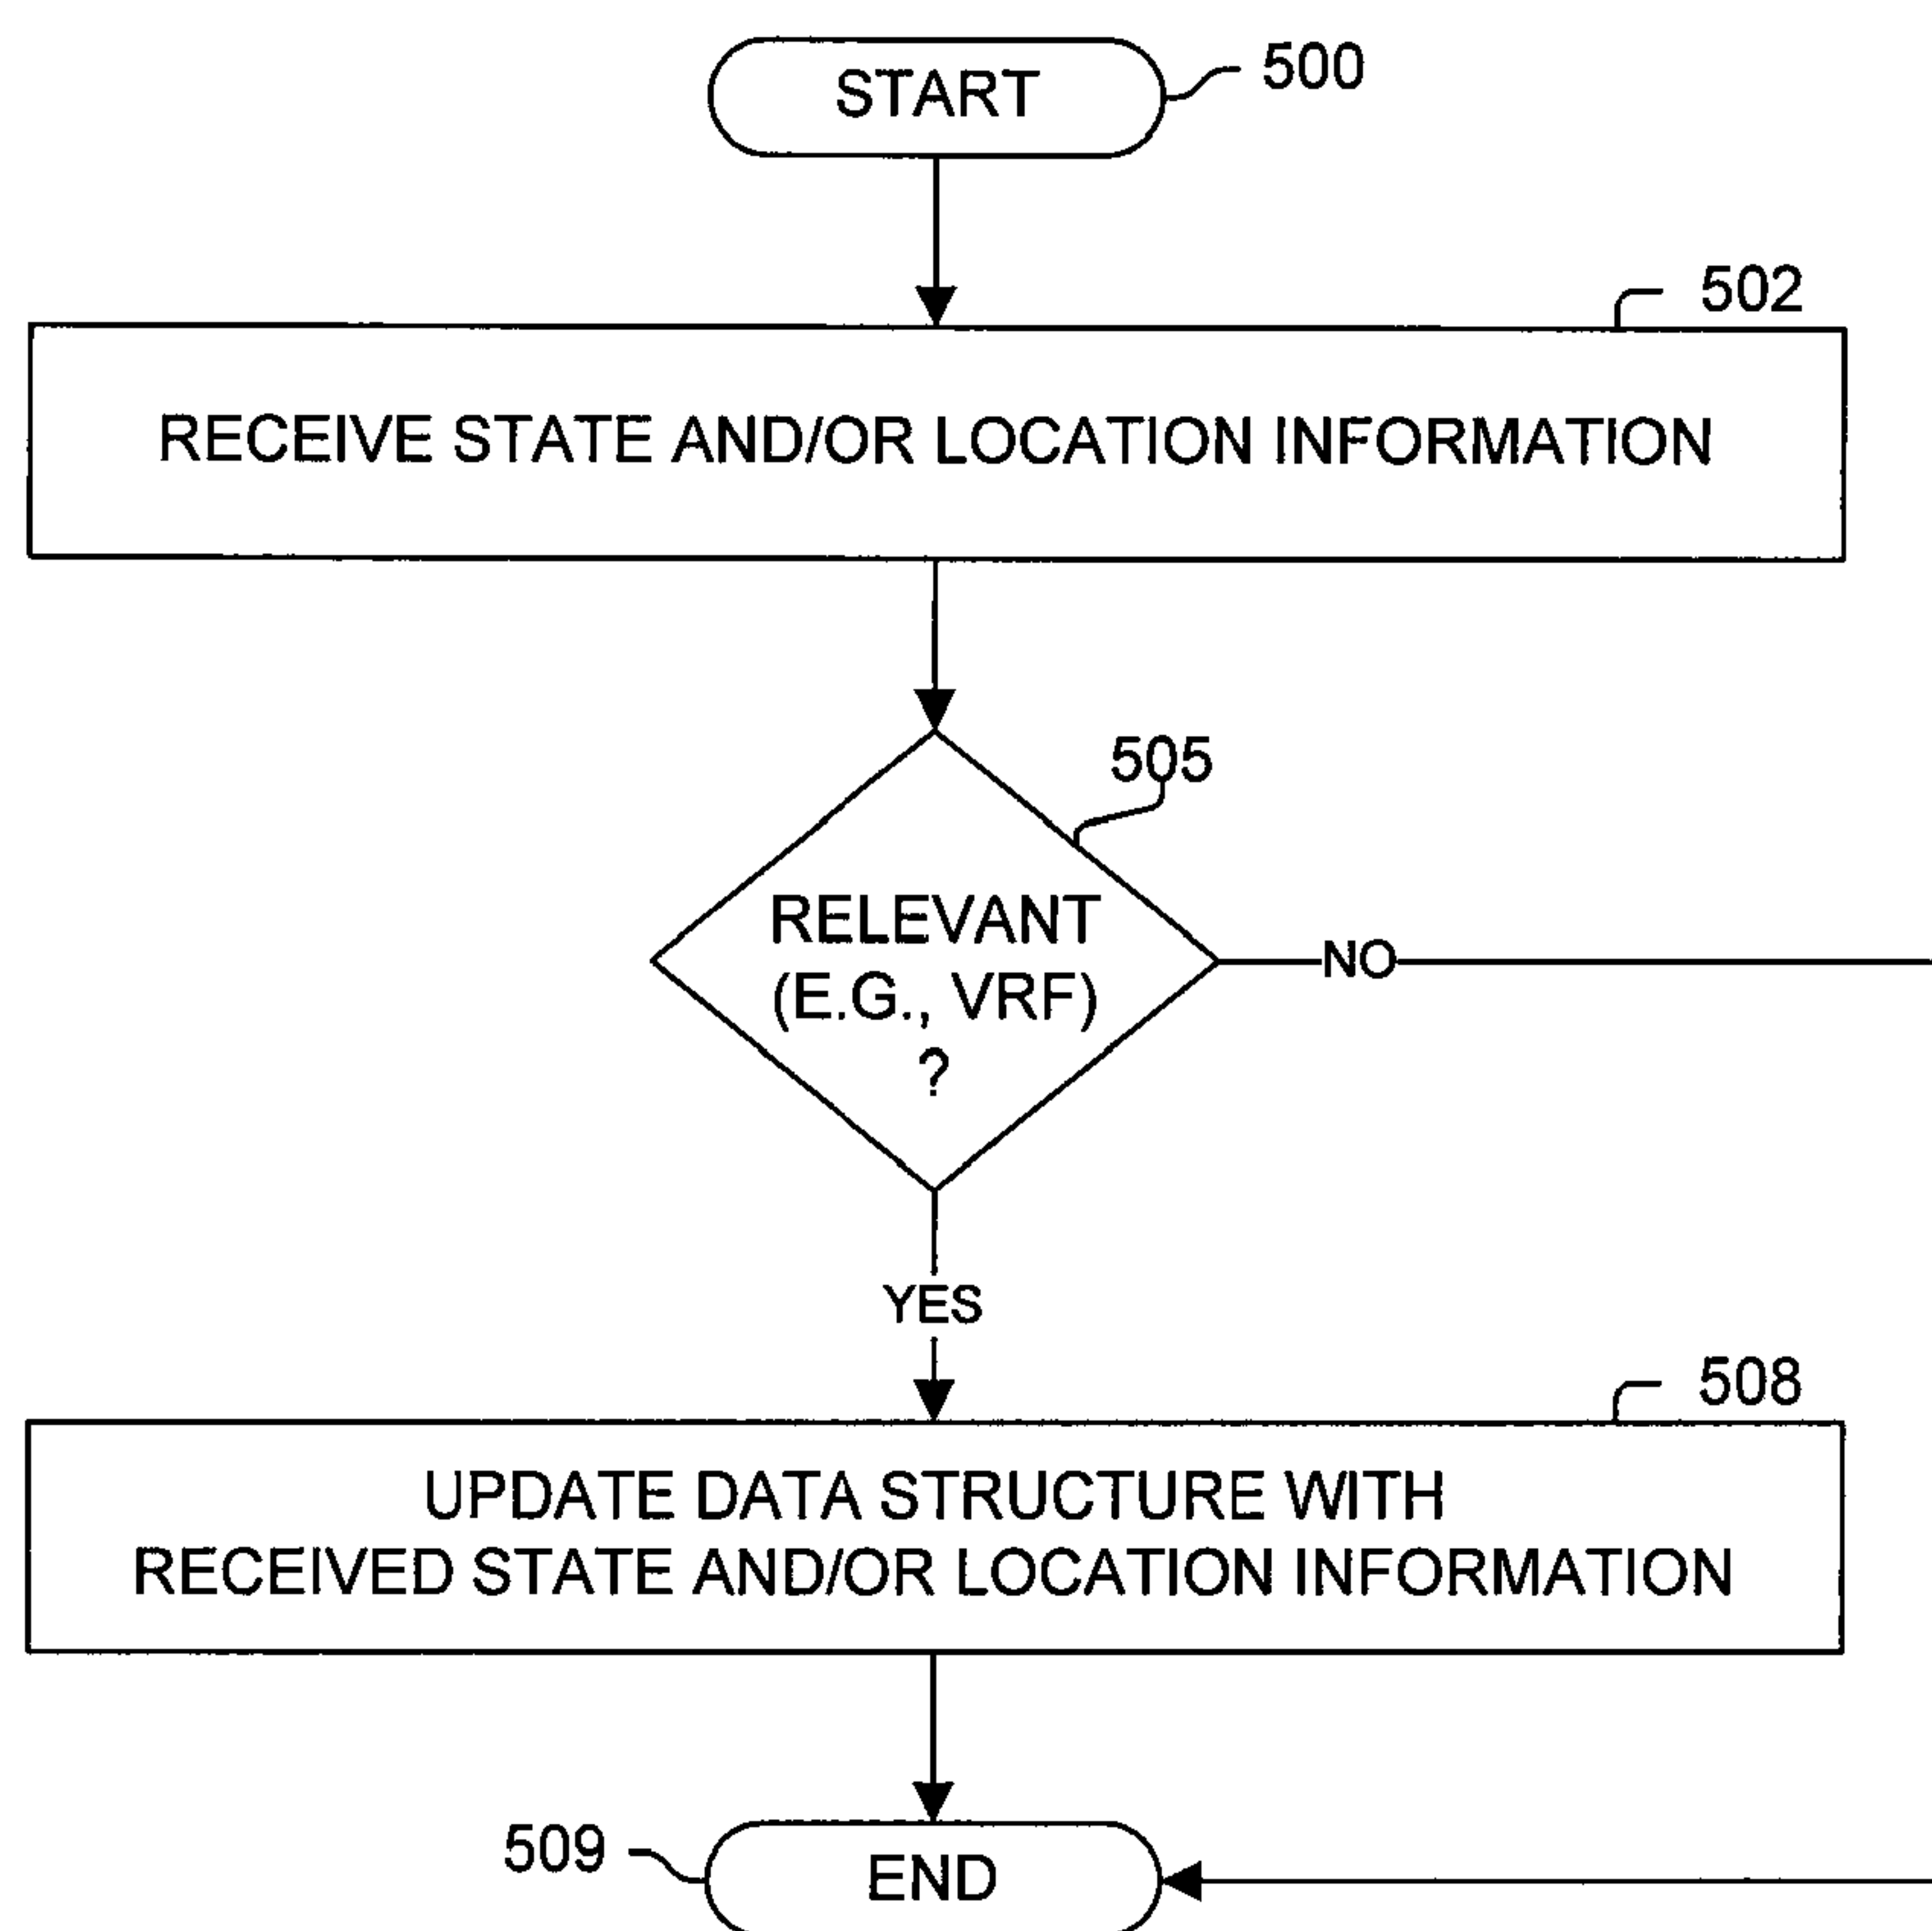 START
500
502
RECEIVE STATE AND/OR LOCATION INFORMATION
505
RELEVANT
(E.G., VRF)
?
NO
YES
508
UPDATE DATA STRUCTURE WITH
RECEIVED STATE AND/OR LOCATION INFORMATION
509
END